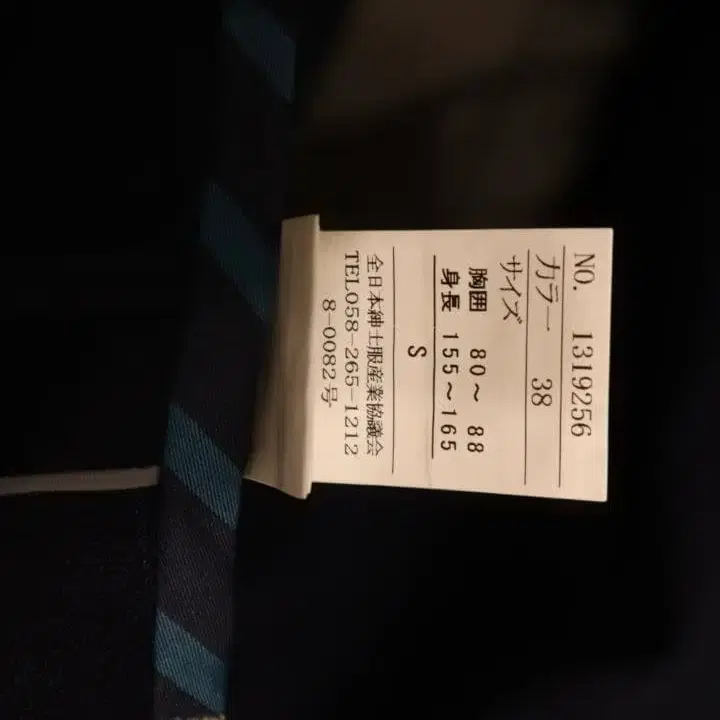 NO. 1319256
カラー 38
サイズ
胸囲 80～ 88
身長 155～165
S
全日本紳士服産業協議会
TEL058-265-1212
8-0082号